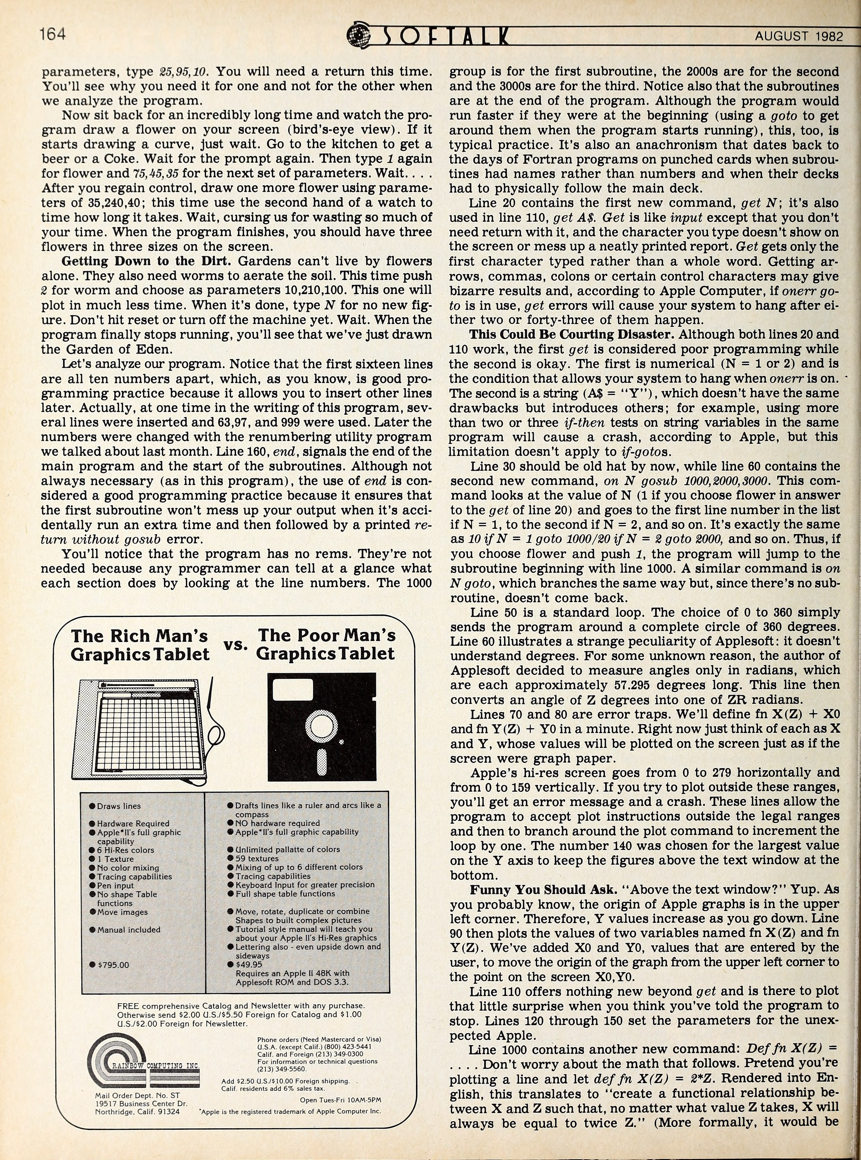 164
SOFTALK
AUGUST 1982
parameters, type 25,95,10. You will need a return this time.
You'll see why you need it for one and not for the other when
we analyze the program.
Now sit back for an incredibly long time and watch the pro-
gram draw a flower on your screen (bird's-eye view). If it
starts drawing a curve, just wait. Go to the kitchen to get a
beer or a Coke. Wait for the prompt again. Then type 1 again
for flower and 75,45,35 for the next set of parameters. Wait. . . .
After you regain control, draw one more flower using parame-
ters of 35,240,40; this time use the second hand of a watch to
time how long it takes. Wait, cursing us for wasting so much of
your time. When the program finishes, you should have three
flowers in three sizes on the screen.
Getting Down to the Dirt. Gardens can't live by flowers
alone. They also need worms to aerate the soil. This time push
2 for worm and choose as parameters 10,210,100. This one will
plot in much less time. When it's done, type N for no new fig-
ure. Don't hit reset or turn off the machine yet. Wait. When the
program finally stops running, you'll see that we've just drawn
the Garden of Eden.
Let's analyze our program. Notice that the first sixteen lines
are all ten numbers apart, which, as you know, is good pro-
gramming practice because it allows you to insert other lines
later. Actually, at one time in the writing of this program, sev-
eral lines were inserted and 63,97, and 999 were used. Later the
numbers were changed with the renumbering utility program
we talked about last month. Line 160, end, signals the end of the
main program and the start of the subroutines. Although not
always necessary (as in this program), the use of end is con-
sidered a good programming practice because it ensures that
the first subroutine won't mess up your output when it's acci-
dentally run an extra time and then followed by a printed re-
turn without gosub error.
You'll notice that the program has no rems. They're not
needed because any programmer can tell at a glance what
each section does by looking at the line numbers. The 1000
The Rich Man's
Graphics Tablet
vs.
The Poor Man's
Graphics Tablet
● Draws lines
● Hardware Required
● Apple*II's full graphic
capability
● 6 Hi-Res colors
● 1 Texture
● No color mixing
● Tracing capabilities
● Pen input
● No shape Table
functions
● Move images
● Manual included
● $795.00
● Drafts lines like a ruler and arcs like a
compass
● NO hardware required
● Apple*II's full graphic capability
● Unlimited pallatte of colors
● 59 textures
● Mixing of up to 6 different colors
● Tracing capabilities
● Keyboard Input for greater precision
● Full shape table functions
● Move, rotate, duplicate or combine
Shapes to built complex pictures
● Tutorial style manual will teach you
about your Apple II's Hi-Res graphics
● Lettering also - even upside down and
sideways
● $49.95
Requires an Apple II 48K with
Applesoft ROM and DOS 3.3.
FREE comprehensive Catalog and Newsletter with any purchase.
Otherwise send $2.00 U.S./$5.50 Foreign for Catalog and $1.00
U.S./$2.00 Foreign for Newsletter.
RAINBOW COMPUTING INC.
Mail Order Dept. No. ST
19517 Business Center Dr.
Northridge, Calif. 91324
Phone orders (Need Mastercard or Visa)
U.S.A. (except Calif.) (800) 423-5441
Calif. and Foreign (213) 349-0300
For information or technical questions
(213) 349-5560.
Add $2.50 U.S./$10.00 Foreign shipping.
Calif. residents add 6% sales tax.
Open Tues-Fri 10AM-5PM
*Apple is the registered trademark of Apple Computer Inc.
group is for the first subroutine, the 2000s are for the second
and the 3000s are for the third. Notice also that the subroutines
are at the end of the program. Although the program would
run faster if they were at the beginning (using a goto to get
around them when the program starts running), this, too, is
typical practice. It's also an anachronism that dates back to
the days of Fortran programs on punched cards when subrou-
tines had names rather than numbers and when their decks
had to physically follow the main deck.
Line 20 contains the first new command, get N; it's also
used in line 110, get A$. Get is like input except that you don't
need return with it, and the character you type doesn't show on
the screen or mess up a neatly printed report. Get gets only the
first character typed rather than a whole word. Getting ar-
rows, commas, colons or certain control characters may give
bizarre results and, according to Apple Computer, if onerr go-
to is in use, get errors will cause your system to hang after ei-
ther two or forty-three of them happen.
This Could Be Courting Disaster. Although both lines 20 and
110 work, the first get is considered poor programming while
the second is okay. The first is numerical (N = 1 or 2) and is
the condition that allows your system to hang when onerr is on.
The second is a string (A$ = "Y"), which doesn't have the same
drawbacks but introduces others; for example, using more
than two or three if-then tests on string variables in the same
program will cause a crash, according to Apple, but this
limitation doesn't apply to if-gotos.
Line 30 should be old hat by now, while line 60 contains the
second new command, on N gosub 1000,2000,3000. This com-
mand looks at the value of N (1 if you choose flower in answer
to the get of line 20) and goes to the first line number in the list
if N = 1, to the second if N = 2, and so on. It's exactly the same
as 10 if N = 1 goto 1000/20 if N = 2 goto 2000, and so on. Thus, if
you choose flower and push 1, the program will jump to the
subroutine beginning with line 1000. A similar command is on
N goto, which branches the same way but, since there's no sub-
routine, doesn't come back.
Line 50 is a standard loop. The choice of 0 to 360 simply
sends the program around a complete circle of 360 degrees.
Line 60 illustrates a strange peculiarity of Applesoft: it doesn't
understand degrees. For some unknown reason, the author of
Applesoft decided to measure angles only in radians, which
are each approximately 57.295 degrees long. This line then
converts an angle of Z degrees into one of ZR radians.
Lines 70 and 80 are error traps. We'll define fn X(Z) + X0
and fn Y(Z) + Y0 in a minute. Right now just think of each as X
and Y, whose values will be plotted on the screen just as if the
screen were graph paper.
Apple's hi-res screen goes from 0 to 279 horizontally and
from 0 to 159 vertically. If you try to plot outside these ranges,
you'll get an error message and a crash. These lines allow the
program to accept plot instructions outside the legal ranges
and then to branch around the plot command to increment the
loop by one. The number 140 was chosen for the largest value
on the Y axis to keep the figures above the text window at the
bottom.
Funny You Should Ask. "Above the text window?" Yup. As
you probably know, the origin of Apple graphs is in the upper
left corner. Therefore, Y values increase as you go down. Line
90 then plots the values of two variables named fn X(Z) and fn
Y(Z). We've added X0 and Y0, values that are entered by the
user, to move the origin of the graph from the upper left corner to
the point on the screen X0,Y0.
Line 110 offers nothing new beyond get and is there to plot
that little surprise when you think you've told the program to
stop. Lines 120 through 150 set the parameters for the unex-
pected Apple.
Line 1000 contains another new command: Def fn X(Z) =
. . . . Don't worry about the math that follows. Pretend you're
plotting a line and let def fn X(Z) = 2*Z. Rendered into En-
glish, this translates to "create a functional relationship be-
tween X and Z such that, no matter what value Z takes, X will
always be equal to twice Z." (More formally, it would be